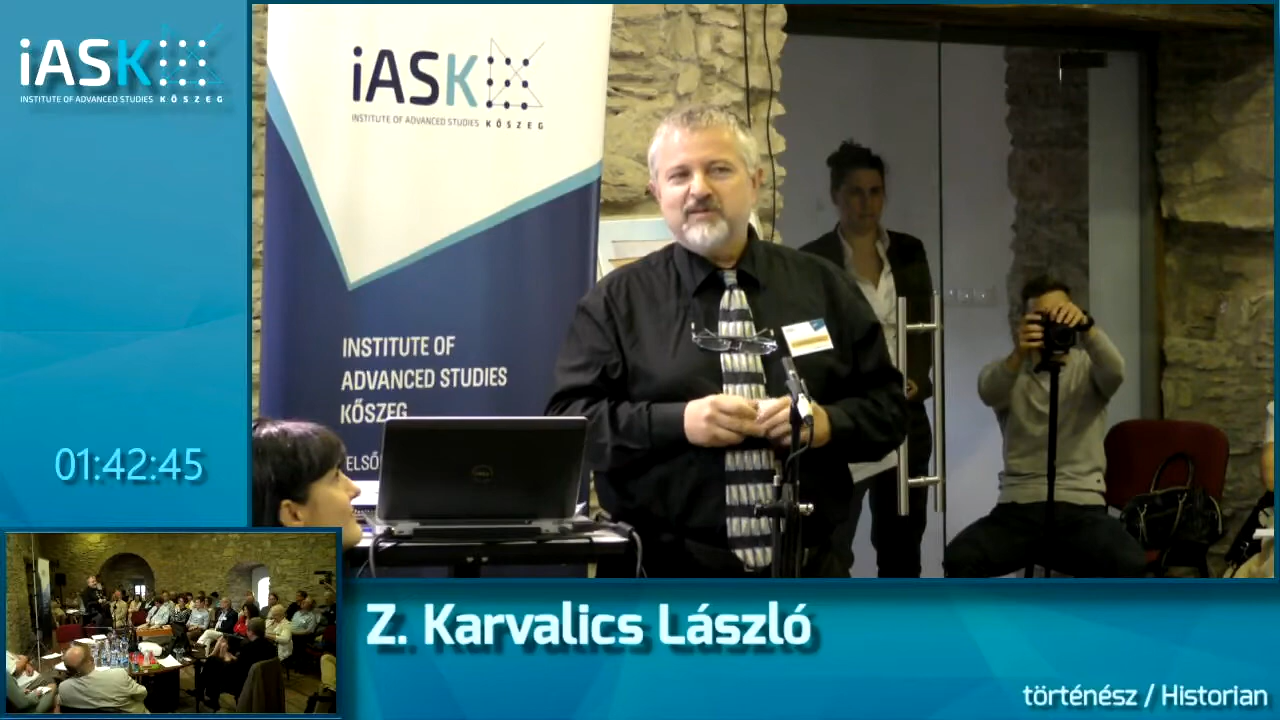 iASK
INSTITUTE OF ADVANCED STUDIES KŐSZEG
iASK
INSTITUTE OF ADVANCED STUDIES KŐSZEG
INSTITUTE OF
ADVANCED STUDIES
KŐSZEG
01:42:45
Z. Karvalics László
történész / Historian